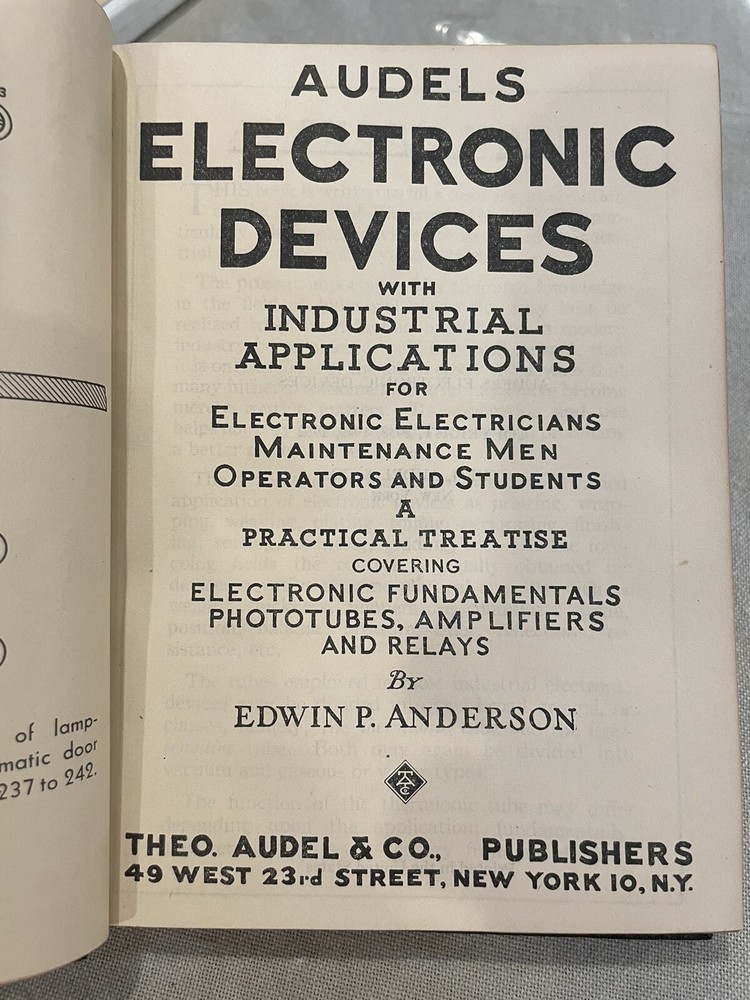 AUDELS
ELECTRONIC
DEVICES
WITH
INDUSTRIAL
APPLICATIONS
FOR
ELECTRONIC ELECTRICIANS
MAINTENANCE MEN
OPERATORS AND STUDENTS
A
PRACTICAL TREATISE
COVERING
ELECTRONIC FUNDAMENTALS
PHOTOTUBES, AMPLIFIERS
AND RELAYS
By
EDWIN P. ANDERSON
THEO. AUDEL & CO., PUBLISHERS
49 WEST 23rd STREET, NEW YORK 10, N.Y.
of lamp-
matic door
237 to 242.